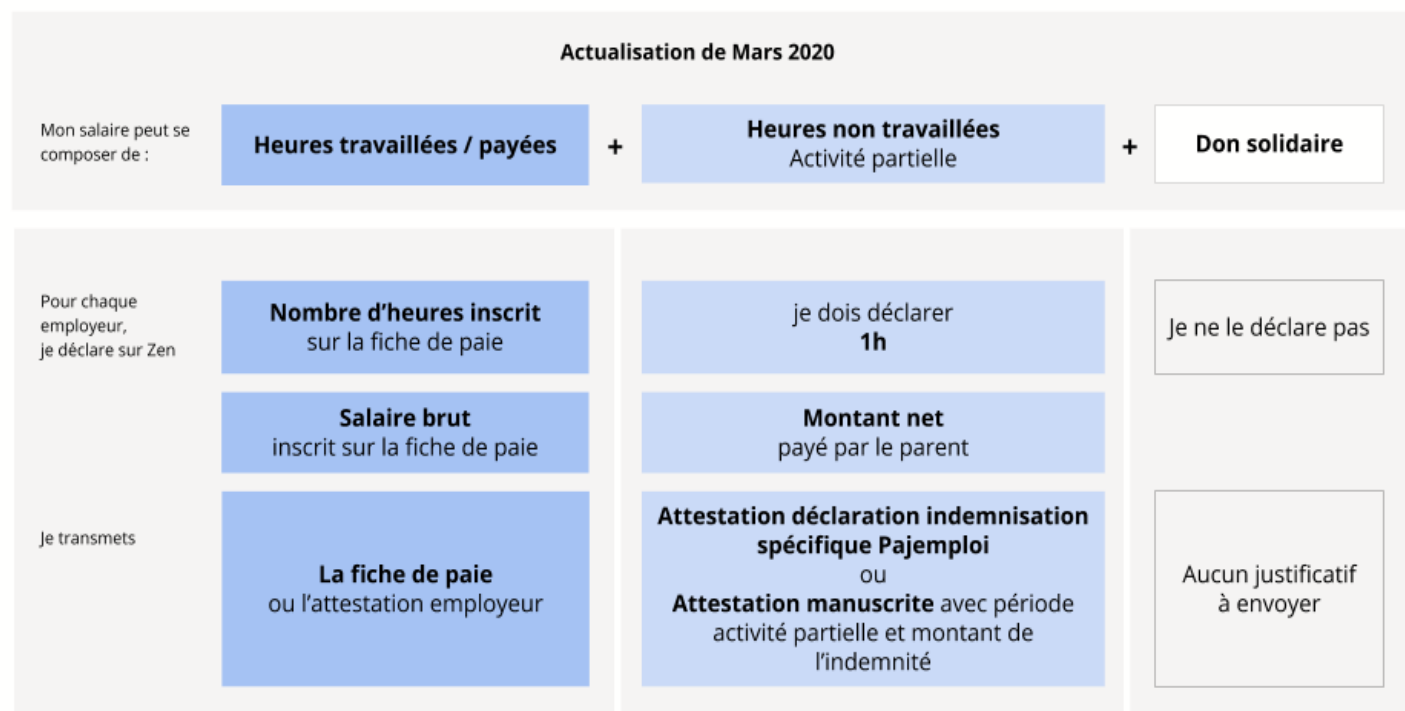 Actualisation de Mars 2020
Mon salaire peut se
composer de :
Heures travaillées / payées
+
Heures non travaillées
Activité partielle
+
Don solidaire
Pour chaque
employeur,
je déclare sur Zen
Nombre d’heures inscrit
sur la fiche de paie
je dois déclarer
1h
Je ne le déclare pas
Salaire brut
inscrit sur la fiche de paie
Montant net
payé par le parent
Je transmets
La fiche de paie
ou l’attestation employeur
Attestation déclaration indemnisation
spécifique Pajemploi
ou
Attestation manuscrite avec période
activité partielle et montant de
l’indemnité
Aucun justificatif
à envoyer